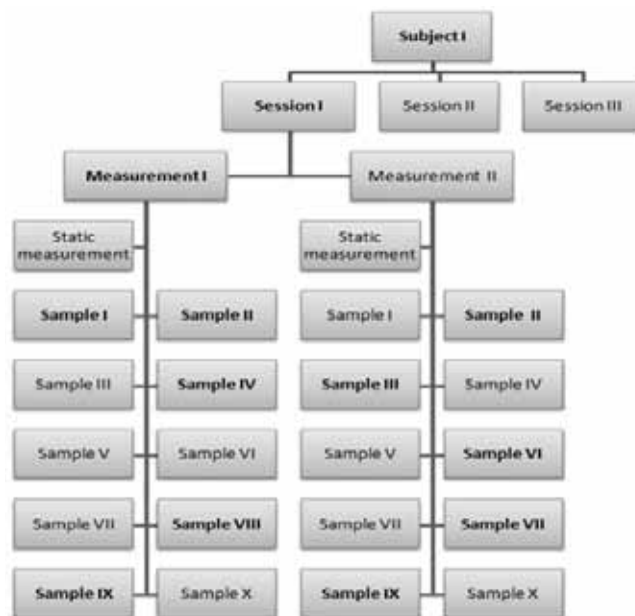 Subject I
Session I
Session II
Session III
Measurement I
Measurement II
Static
measurement
Static
measurement
Sample I
Sample II
Sample I
Sample II
Sample III
Sample IV
Sample III
Sample IV
Sample V
Sample VI
Sample V
Sample VI
Sample VII
Sample VIII
Sample VII
Sample VII
Sample IX
Sample X
Sample IX
Sample X